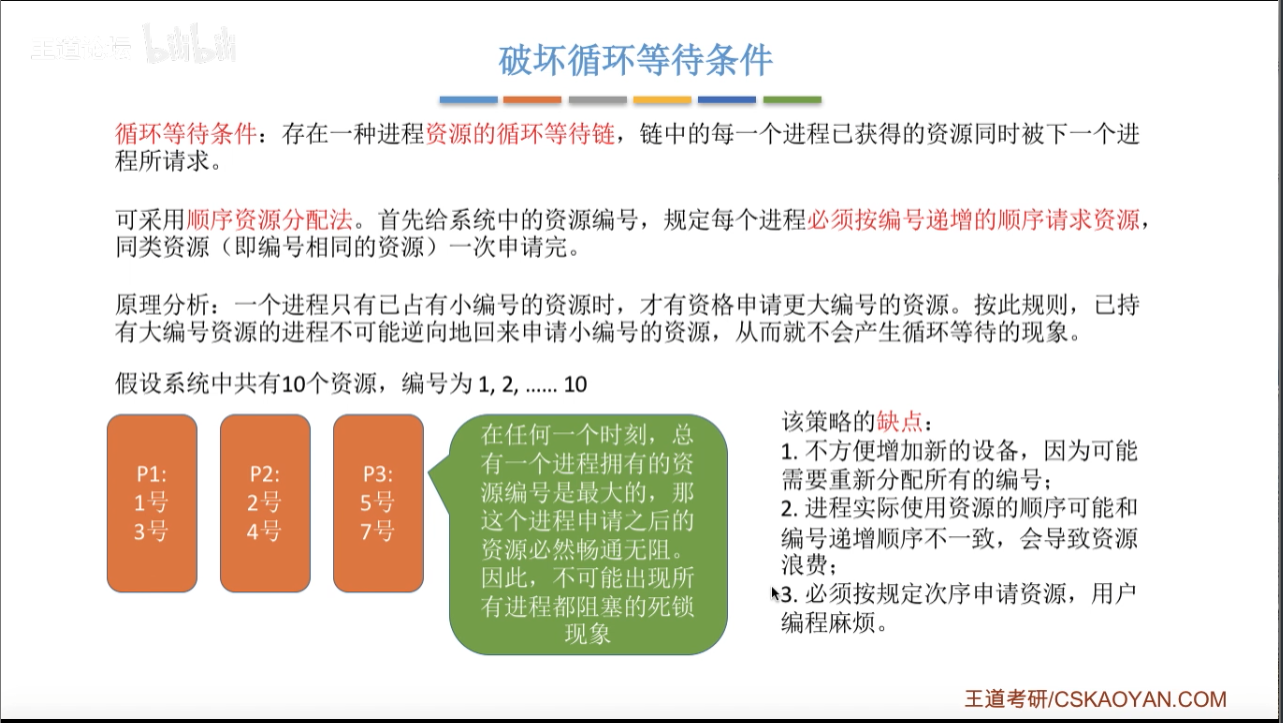 王道论坛 bilibili
破坏循环等待条件
循环等待条件：存在一种进程资源的循环等待链，链中的每一个进程已获得的资源同时被下一个进
程所请求。
可采用顺序资源分配法。首先给系统中的资源编号，规定每个进程必须按编号递增的顺序请求资源，
同类资源（即编号相同的资源）一次申请完。
原理分析：一个进程只有已占有小编号的资源时，才有资格申请更大编号的资源。按此规则，已持
有大编号资源的进程不可能逆向地回来申请小编号的资源，从而就不会产生循环等待的现象。
假设系统中共有10个资源，编号为 1, 2, ...... 10
P1:
1号
3号
P2:
2号
4号
P3:
5号
7号
在任何一个时刻，总
有一个进程拥有的资
源编号是最大的，那
这个进程申请之后的
资源必然畅通无阻。
因此，不可能出现所
有进程都阻塞的死锁
现象
该策略的缺点：
1. 不方便增加新的设备，因为可能
需要重新分配所有的编号；
2. 进程实际使用资源的顺序可能和
编号递增顺序不一致，会导致资源
浪费；
3. 必须按规定次序申请资源，用户
编程麻烦。
王道考研/CSKAOYAN.COM